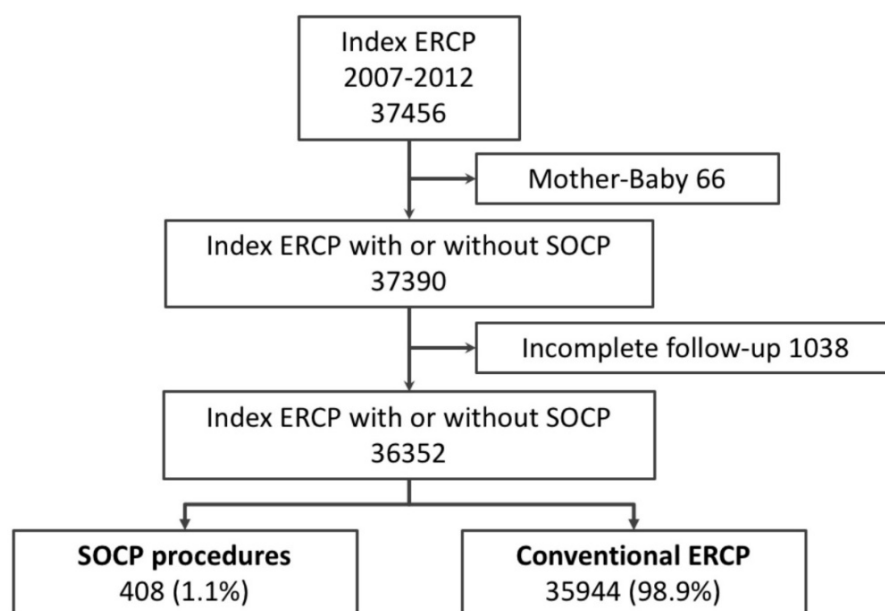 Index ERCP
2007-2012
37456
Mother-Baby 66
Index ERCP with or without SOCP
37390
Incomplete follow-up 1038
Index ERCP with or without SOCP
36352
SOCP procedures
408 (1.1%)
Conventional ERCP
35944 (98.9%)